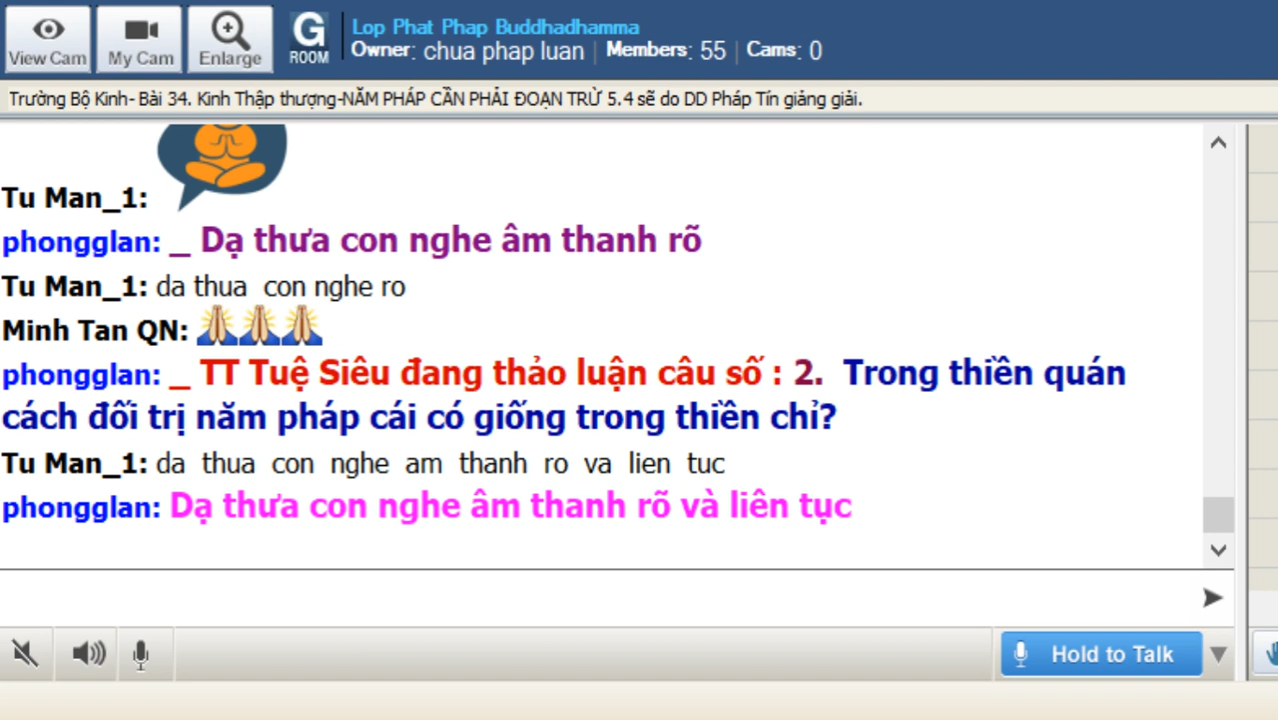 View Cam
My Cam
Enlarge
G
ROOM
Lop Phat Phap Buddhadhamma
Owner: chua phap luan | Members: 55 | Cams: 0
Trường Bộ Kinh- Bài 34. Kinh Thập thượng-NĂM PHÁP CẦN PHẢI ĐOẠN TRỪ 5.4 sẽ do DD Pháp Tín giảng giải.
Tu Man_1:
phongglan: _ Dạ thưa con nghe âm thanh rõ
Tu Man_1: da thua con nghe ro
Minh Tan QN: 🙏🙏🙏
phongglan: _ TT Tuệ Siêu đang thảo luận câu số : 2. Trong thiền quán
cách đối trị năm pháp cái có giống trong thiền chỉ?
Tu Man_1: da thua con nghe am thanh ro va lien tuc
phongglan: Dạ thưa con nghe âm thanh rõ và liên tục
Hold to Talk